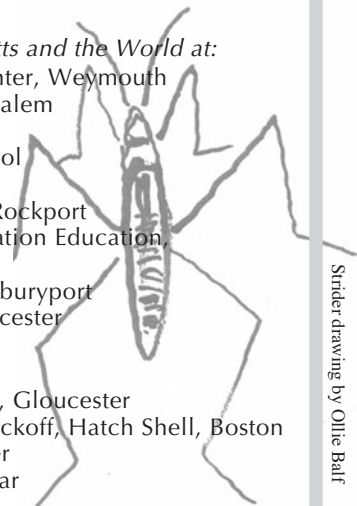 tts and the World at:
nter, Weymouth
alem
ol
Rockport
ation Education,
buryport
cester
, Gloucester
ckoff, Hatch Shell, Boston
er
ar
Strider drawing by Ollie Balf